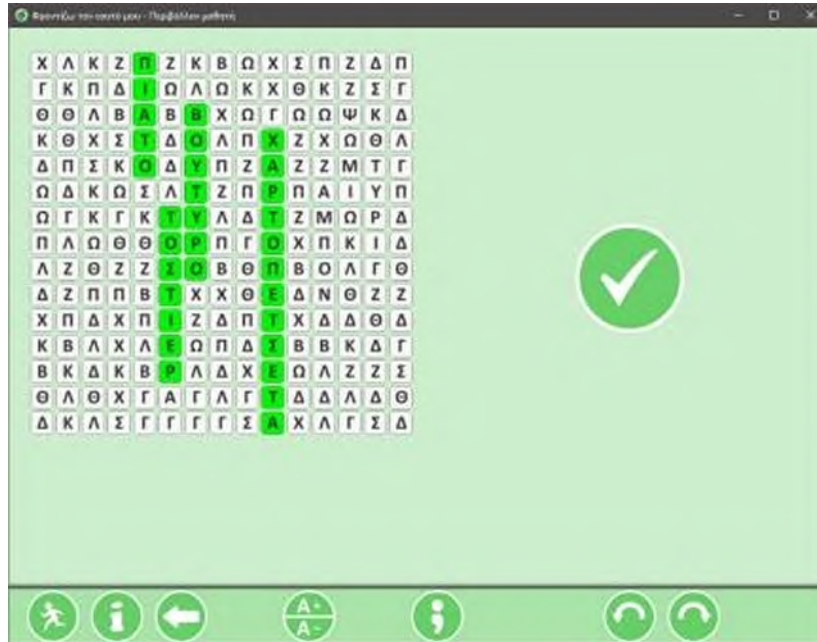 Φροντίζω τον εαυτό μου - Περιβάλλον μαθητή
Χ Λ Κ Ζ Π Ζ Κ Β Ω Χ Σ Π Ζ Δ Π
Γ Κ Π Δ Ι Ω Λ Ω Κ Χ Θ Κ Ζ Σ Γ
Θ Θ Λ Β Α Β Β Χ Ω Γ Ω Ω Ψ Κ Δ
Κ Θ Χ Σ Τ Δ Ο Λ Π Χ Ζ Χ Ω Θ Λ
Δ Π Σ Κ Ο Δ Υ Π Ζ Α Ζ Ζ Μ Τ Γ
Ω Δ Κ Ω Σ Λ Τ Ζ Π Ρ Π Α Ι Υ Π
Ω Γ Κ Γ Κ Τ Υ Λ Δ Τ Ζ Μ Ω Ρ Δ
Π Λ Ω Θ Θ Ο Ρ Π Γ Ο Χ Π Κ Ι Δ
Λ Ζ Θ Ζ Ζ Σ Ο Β Θ Π Β Ο Λ Γ Θ
Δ Ζ Π Π Β Τ Χ Χ Θ Ε Δ Ν Θ Ζ Ζ
Χ Π Δ Χ Π Ι Ζ Δ Π Τ Χ Δ Δ Θ Δ
Κ Β Λ Χ Λ Ε Ω Π Δ Σ Β Β Κ Δ Γ
Β Κ Δ Κ Β Ρ Λ Δ Χ Ε Ω Λ Ζ Ζ Σ
Θ Λ Θ Χ Γ Α Γ Λ Γ Τ Δ Δ Λ Δ Θ
Δ Κ Λ Σ Γ Γ Γ Γ Σ Α Χ Λ Γ Σ Δ
A+
A-